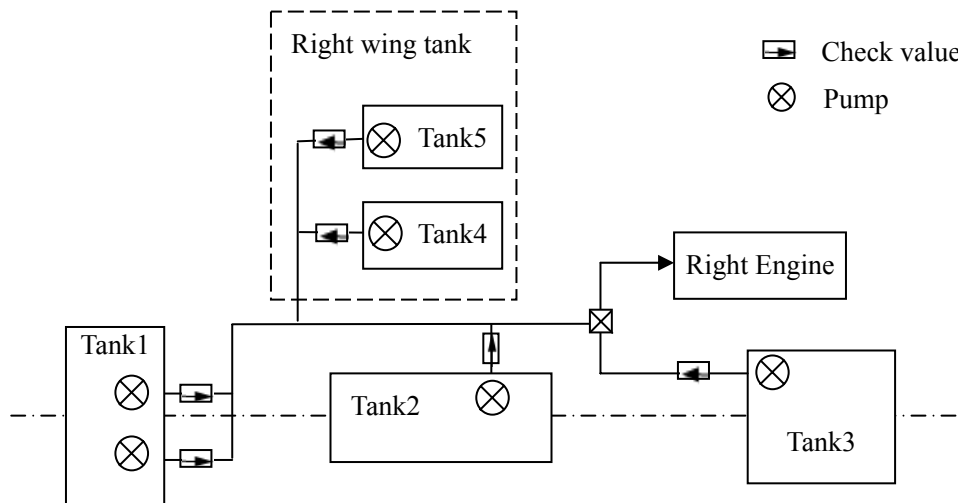 Right wing tank
Check value
Pump
Tank5
Tank4
Right Engine
Tank1
Tank2
Tank3